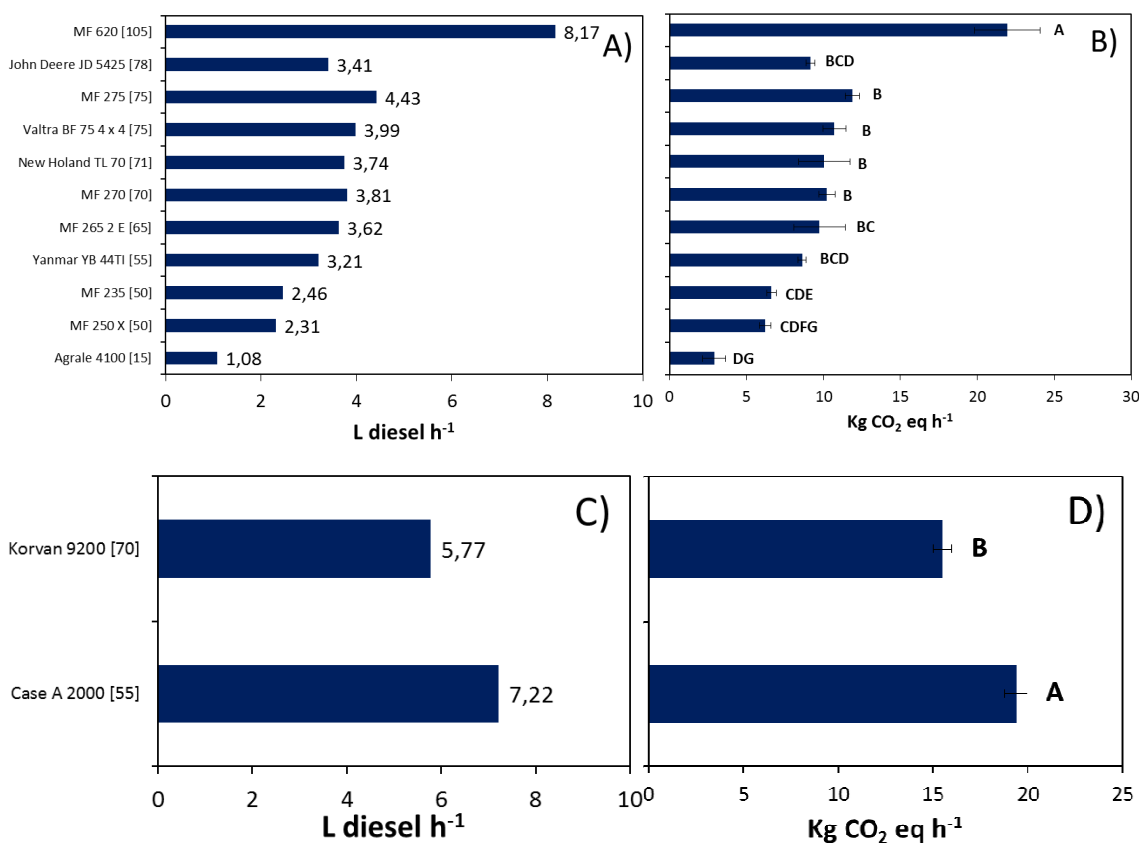 A)
MF 620 [105]
8,17
John Deere JD 5425 [78]
3,41
MF 275 [75]
4,43
Valtra BF 75 4 x 4 [75]
3,99
New Holand TL 70 [71]
3,74
MF 270 [70]
3,81
MF 265 2 E [65]
3,62
Yanmar YB 44TI [55]
3,21
MF 235 [50]
2,46
MF 250 X [50]
2,31
Agrale 4100 [15]
1,08
0 2 4 6 8 10
L diesel h⁻¹
B)
A
BCD
B
B
B
B
BC
BCD
CDE
CDFG
DG
0 5 10 15 20 25 30
Kg CO₂ eq h⁻¹
C)
Korvan 9200 [70]
5,77
Case A 2000 [55]
7,22
0 2 4 6 8 10
L diesel h⁻¹
D)
B
A
0 5 10 15 20 25
Kg CO₂ eq h⁻¹